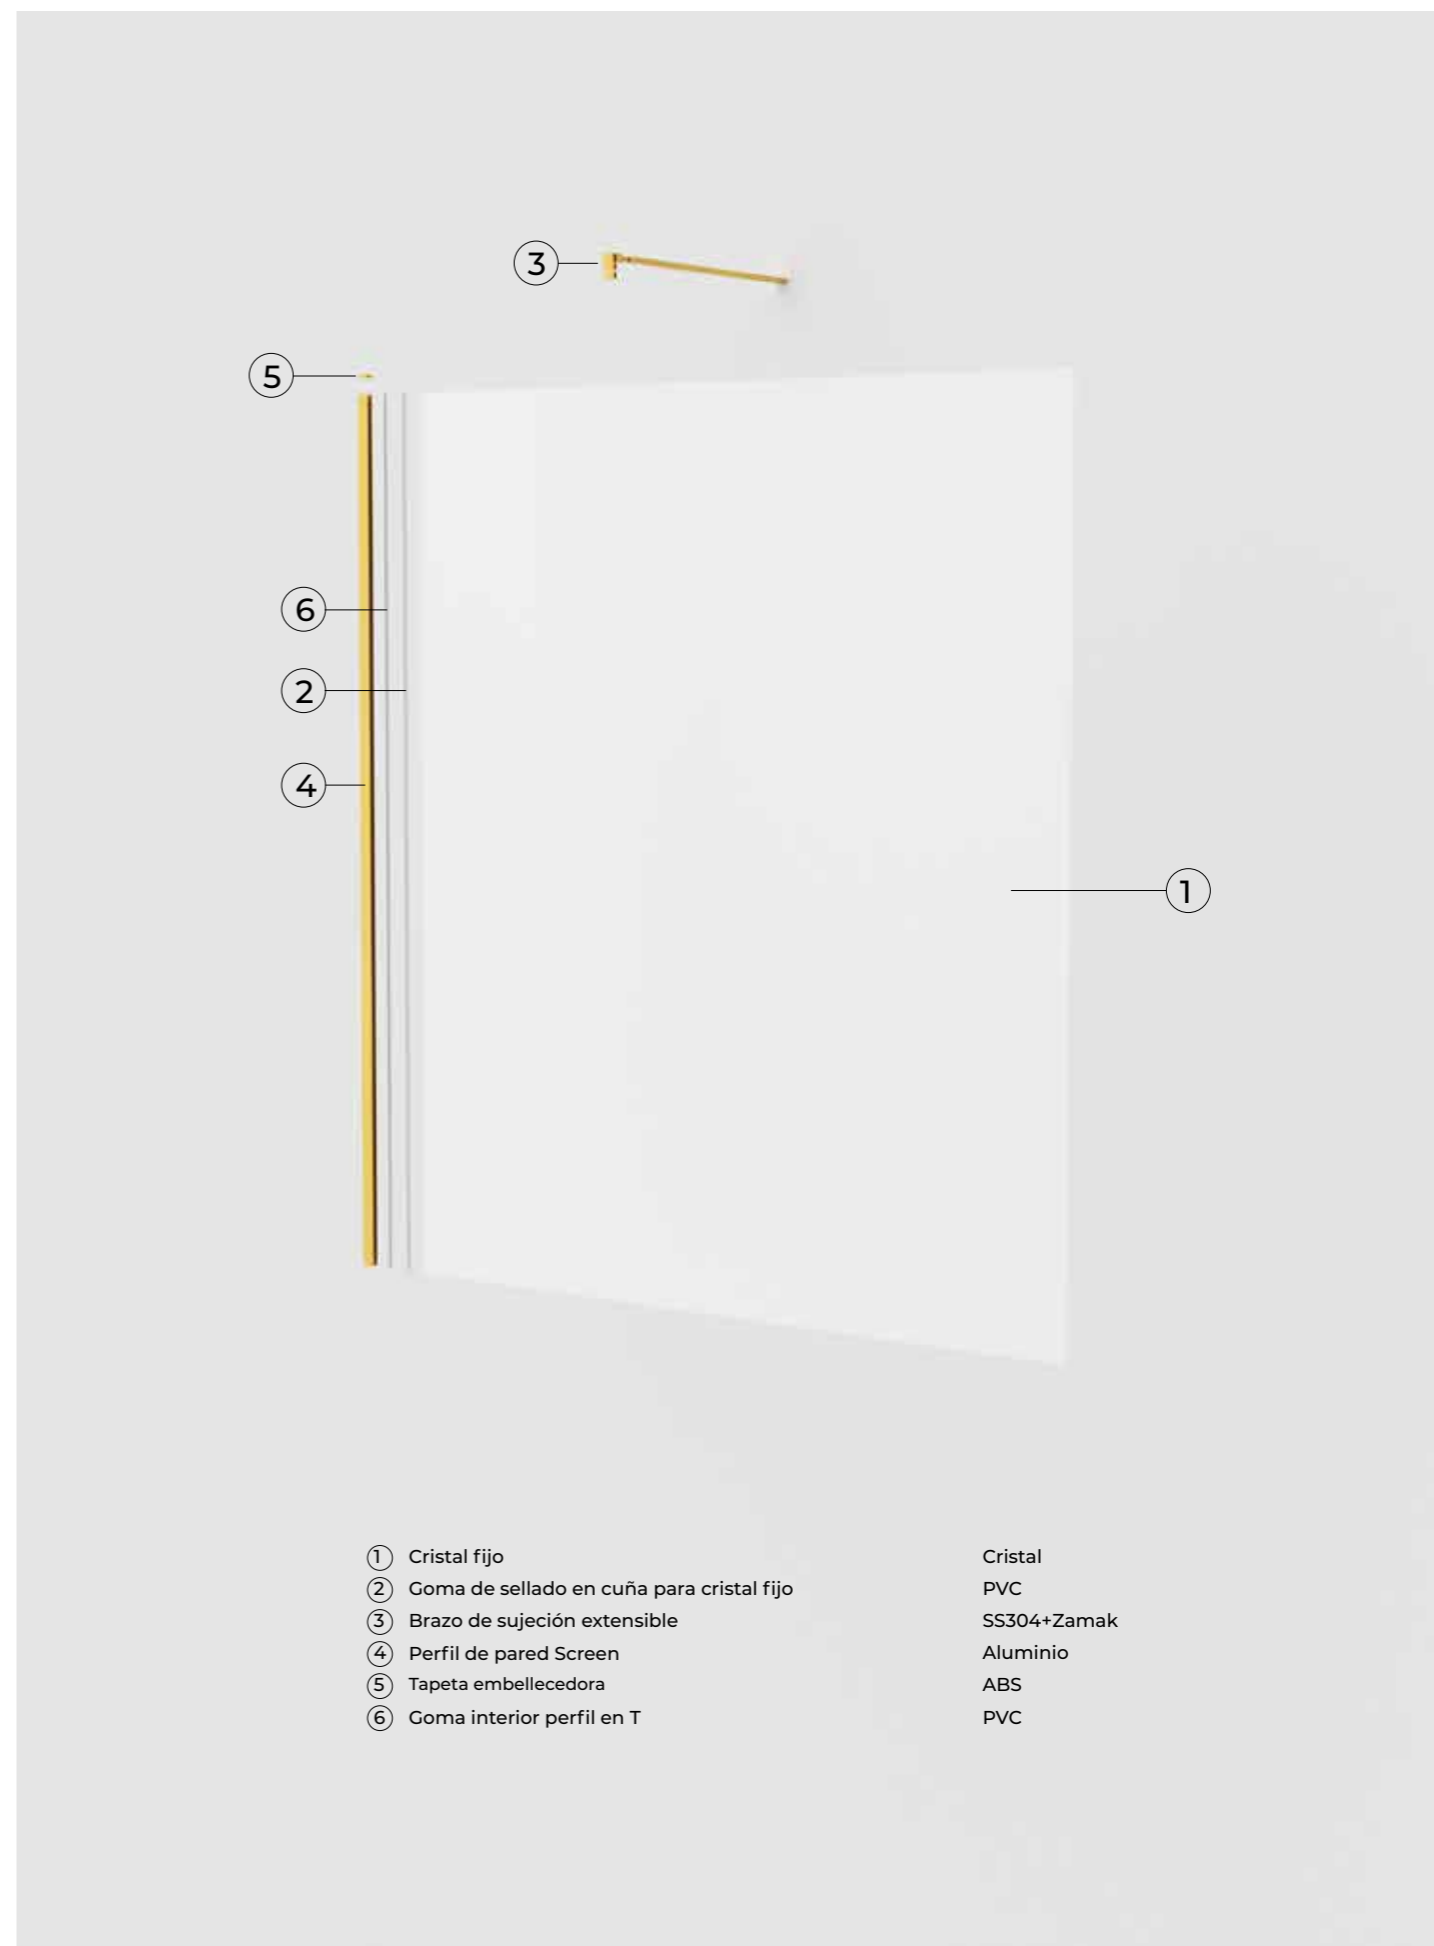 3
5
6
2
4
1
1 Cristal fijo Cristal
2 Goma de sellado en cuña para cristal fijo PVC
3 Brazo de sujeción extensible SS304+Zamak
4 Perfil de pared Screen Aluminio
5 Tapeta embellecedora ABS
6 Goma interior perfil en T PVC